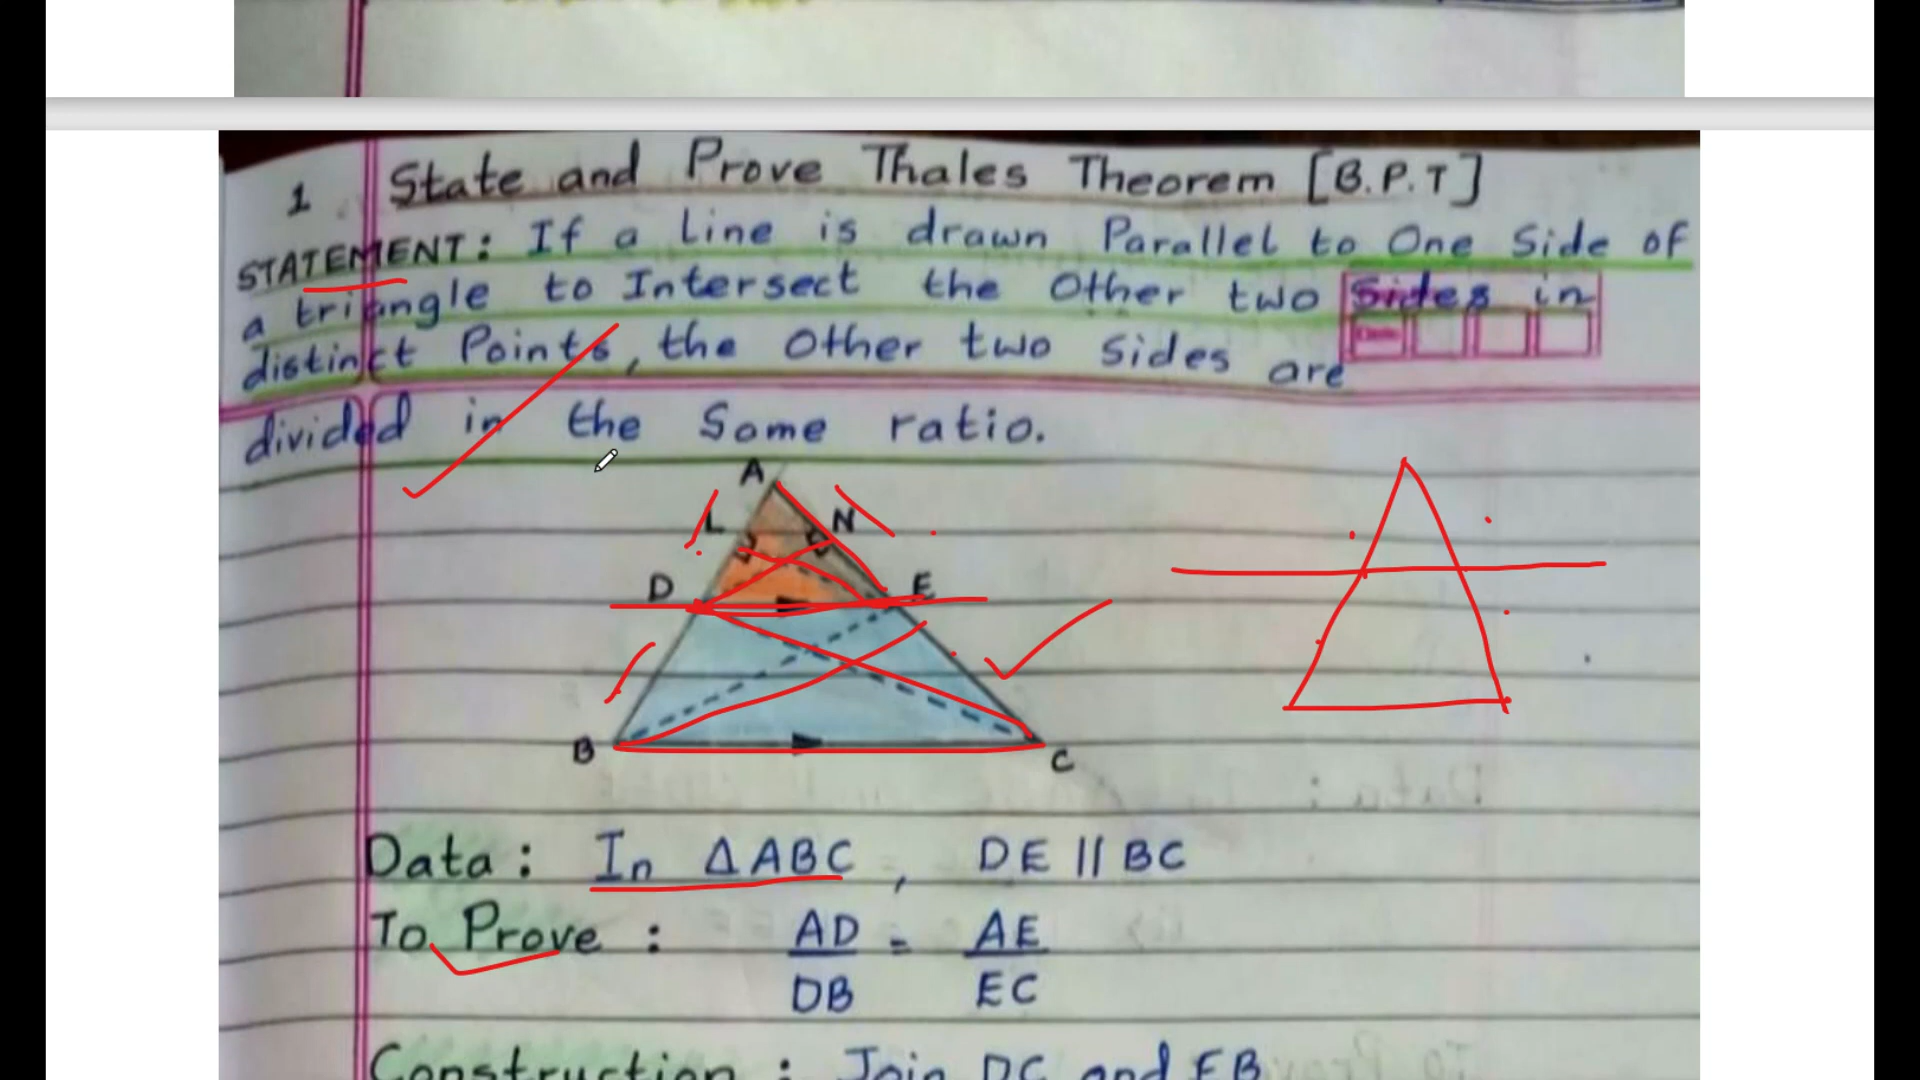 1 State and Prove Thales Theorem [B.P.T]
STATEMENT: If a Line is drawn Parallel to One Side of
a triangle to Intersect the Other two Sides in
distinct Points, the Other two Sides are
divided in the Same ratio.
A
L N
D E
B C
Data: In ΔABC, DE || BC
To Prove: AD/DB = AE/EC
Construction: Join DC and EB